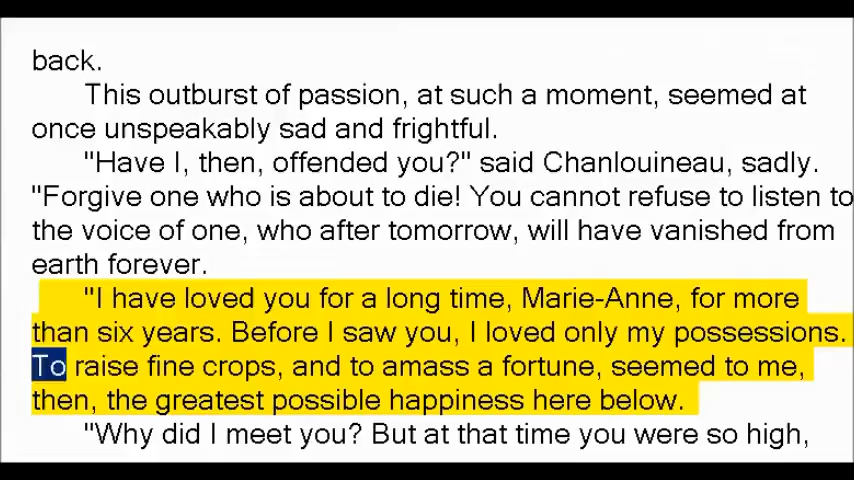 back.
This outburst of passion, at such a moment, seemed at
once unspeakably sad and frightful.
"Have I, then, offended you?" said Chanlouineau, sadly.
"Forgive one who is about to die! You cannot refuse to listen to
the voice of one, who after tomorrow, will have vanished from
earth forever.
"I have loved you for a long time, Marie-Anne, for more
than six years. Before I saw you, I loved only my possessions.
To raise fine crops, and to amass a fortune, seemed to me,
then, the greatest possible happiness here below.
"Why did I meet you? But at that time you were so high,